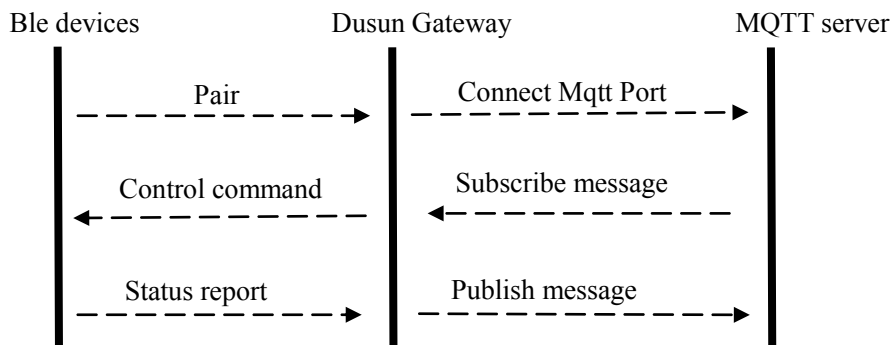 Ble devices
Dusun Gateway
MQTT server
Pair
Connect Mqtt Port
Control command
Subscribe message
Status report
Publish message